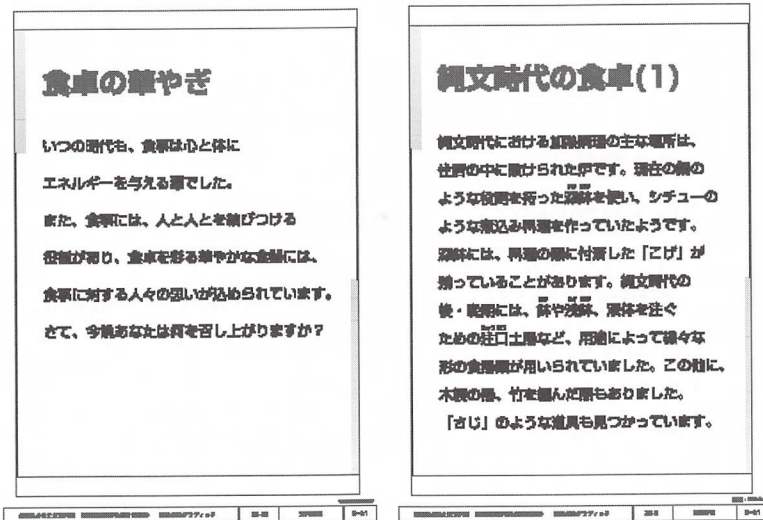 食卓の華やぎ
いつの時代も、食事は心と体に
エネルギーを与える源でした。
また、食事には、人と人とを結びつける
役割があり、食卓を彩る華やかな食器には、
食事に対する人々の思いが込められています。
さて、今晩あなたは何を召し上がりますか？
縄文時代の食卓(1)
縄文時代における加熱調理の主な場所は、
住居の中に設けられた炉です。現在の鍋の
ような役割を持った深鉢を使い、シチューの
ような煮込み料理を作っていたようです。
深鉢には、料理の際に付着した「こげ」が
残っていることがあります。縄文時代の
後・晩期には、鉢や浅鉢、液体を注ぐ
ための注口土器など、用途によって様々な
形の食器類が用いられていました。この他に、
木製の器、竹を編んだ器もありました。
「さじ」のような道具も見つかっています。